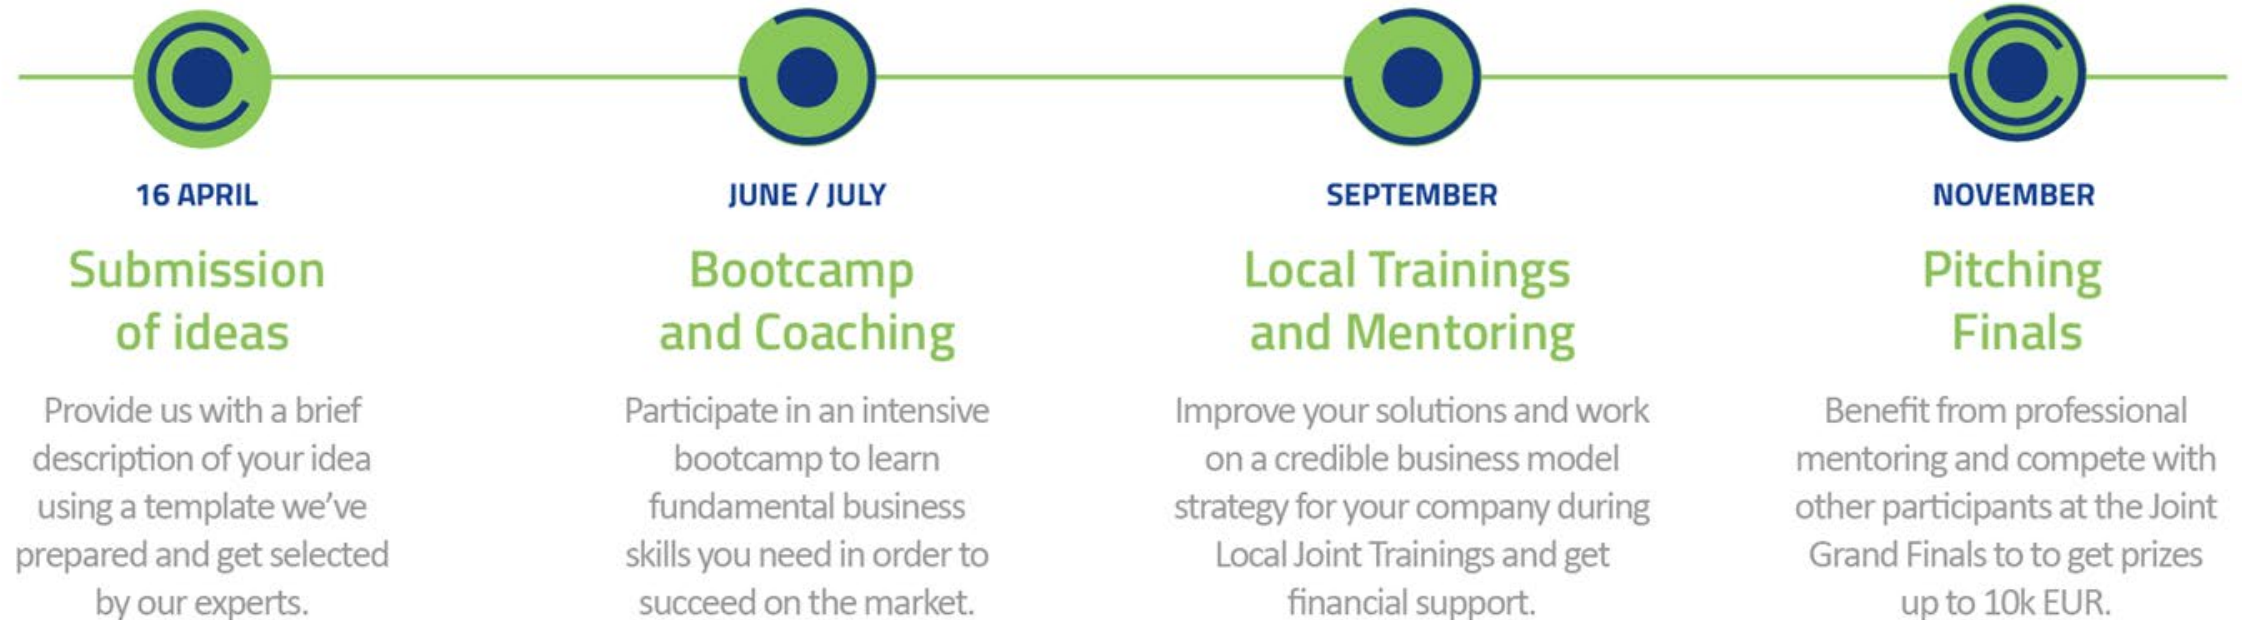 16 APRIL
Submission
of ideas
Provide us with a brief
description of your idea
using a template we've
prepared and get selected
by our experts.
JUNE / JULY
Bootcamp
and Coaching
Participate in an intensive
bootcamp to learn
fundamental business
skills you need in order to
succeed on the market.
SEPTEMBER
Local Trainings
and Mentoring
Improve your solutions and work
on a credible business model
strategy for your company during
Local Joint Trainings and get
financial support.
NOVEMBER
Pitching
Finals
Benefit from professional
mentoring and compete with
other participants at the Joint
Grand Finals to to get prizes
up to 10k EUR.